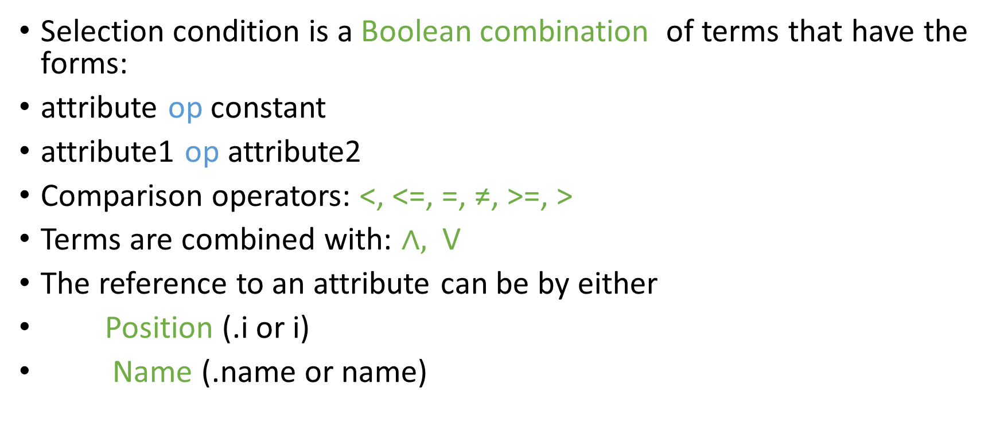 • Selection condition is a Boolean combination of terms that have the
forms:
• attribute op constant
• attribute1 op attribute2
• Comparison operators: <, <=, =, ≠, >=, >
• Terms are combined with: Λ, V
• The reference to an attribute can be by either
• Position (.i or i)
• Name (.name or name)